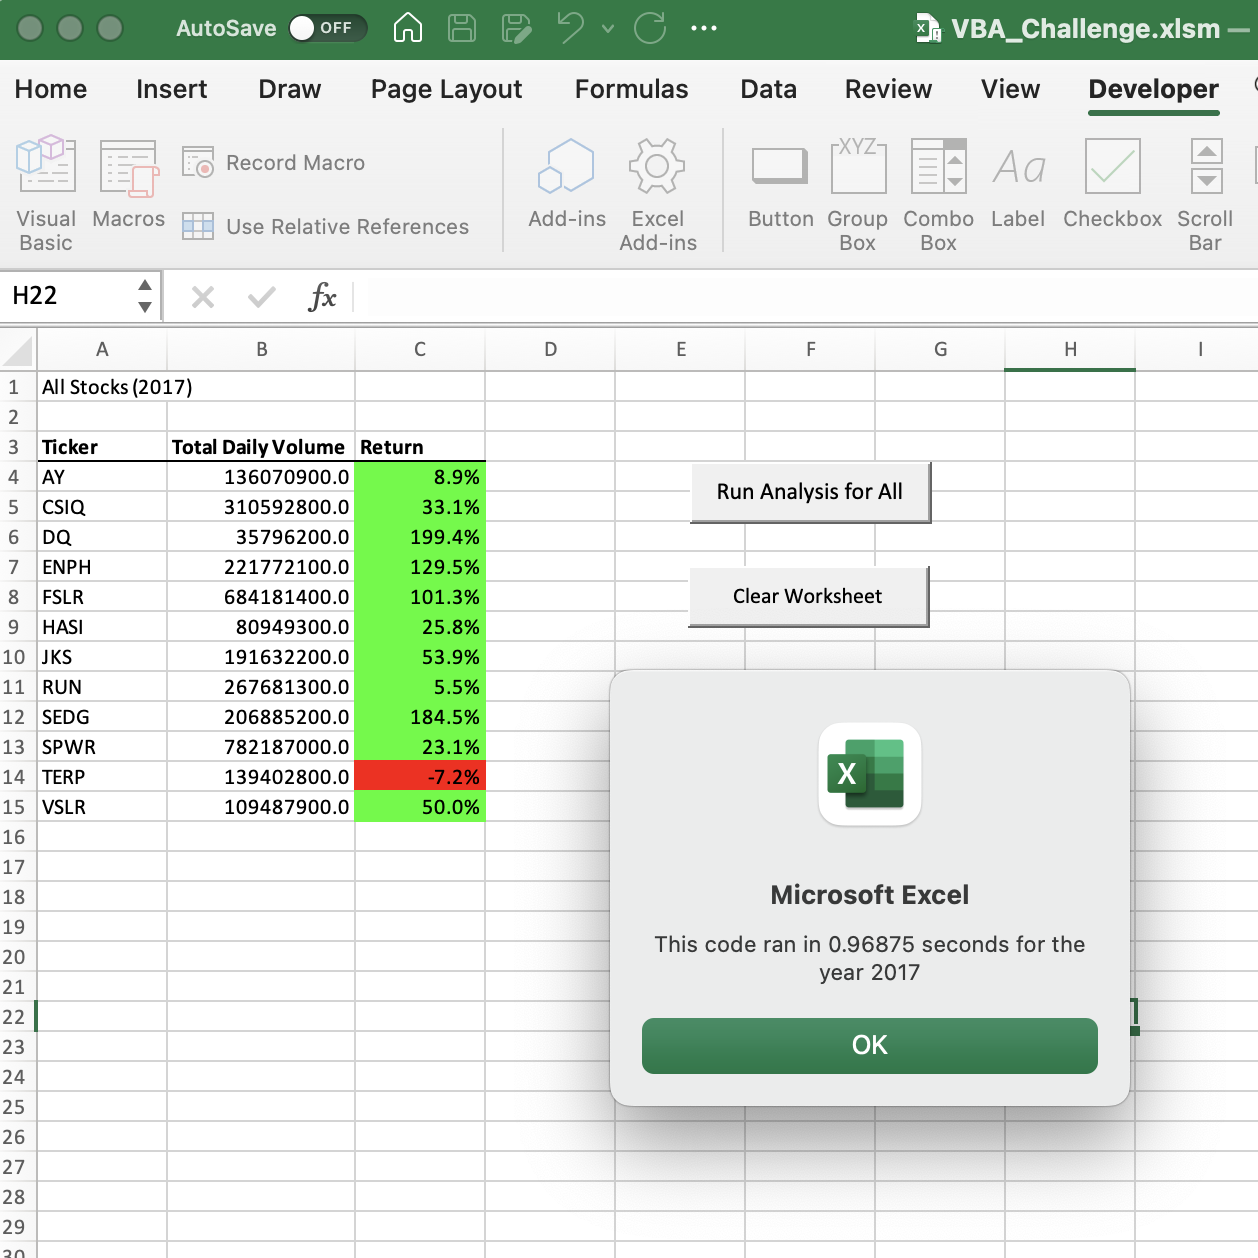 AutoSave OFF VBA_Challenge.xlsm
Home Insert Draw Page Layout Formulas Data Review View Developer
Visual Basic
Macros
Record Macro
Use Relative References
Add-ins
Excel Add-ins
Button
XYZ
Group Box
Combo Box
Aa
Label
Checkbox
Scroll Bar
H22 fx
A B C D E F G H I
1 All Stocks (2017)
2
3 Ticker Total Daily Volume Return
4 AY 136070900.0 8.9%
5 CSIQ 310592800.0 33.1%
6 DQ 35796200.0 199.4%
7 ENPH 221772100.0 129.5%
8 FSLR 684181400.0 101.3%
9 HASI 80949300.0 25.8%
10 JKS 191632200.0 53.9%
11 RUN 267681300.0 5.5%
12 SEDG 206885200.0 184.5%
13 SPWR 782187000.0 23.1%
14 TERP 139402800.0 -7.2%
15 VSLR 109487900.0 50.0%
16
17
18
19
20
21
22
23
24
25
26
27
28
29
30
Run Analysis for All
Clear Worksheet
X
Microsoft Excel
This code ran in 0.96875 seconds for the
year 2017
OK